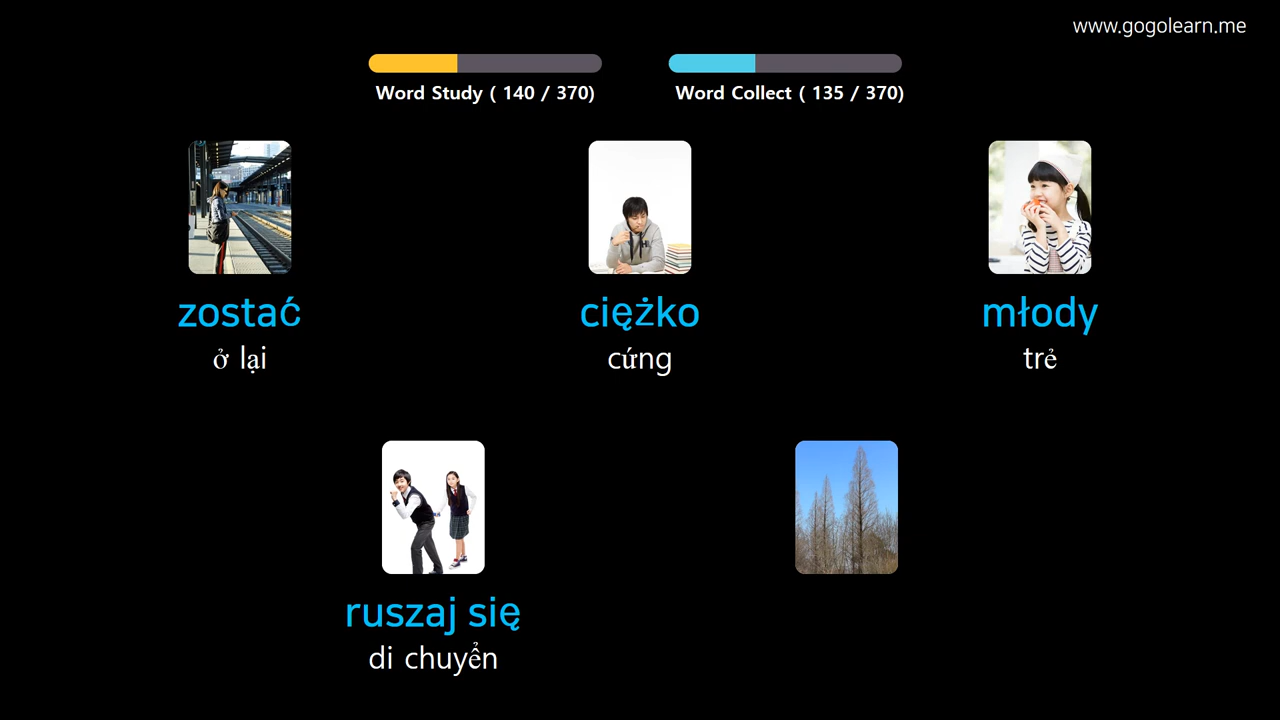 www.gogolearn.me
Word Study ( 140 / 370)
Word Collect ( 135 / 370)
zostać
ở lại
ciężko
cứng
młody
trẻ
ruszaj się
di chuyển